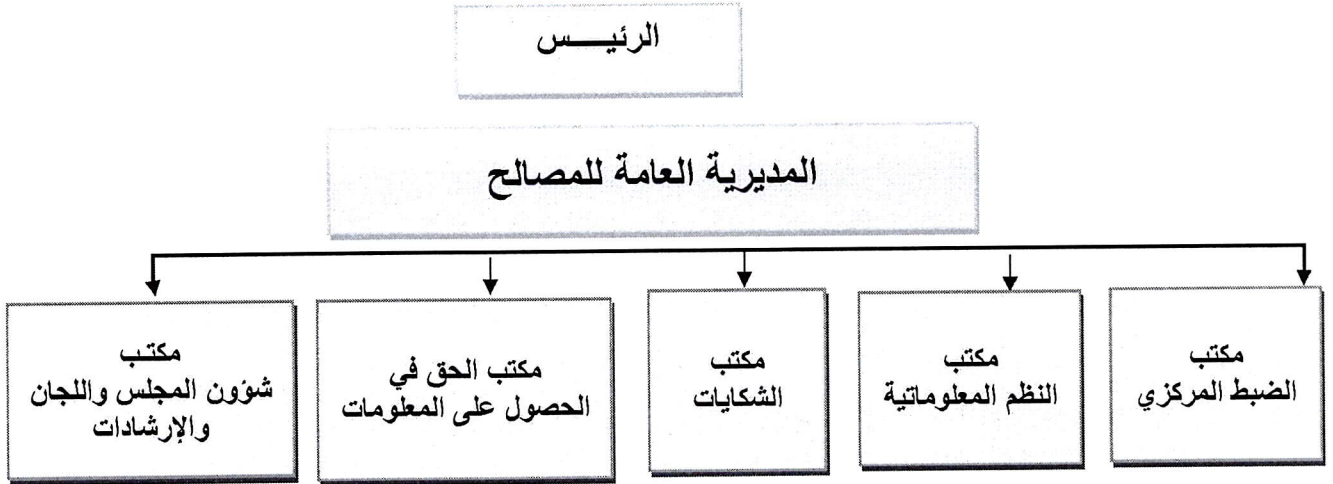 الرئيـــس
المديرية العامة للمصالح
مكتب
الضبط المركزي
مكتب
النظم المعلوماتية
مكتب
الشكايات
مكتب الحق في
الحصول على المعلومات
مكتب
شؤون المجلس واللجان
والإرشادات